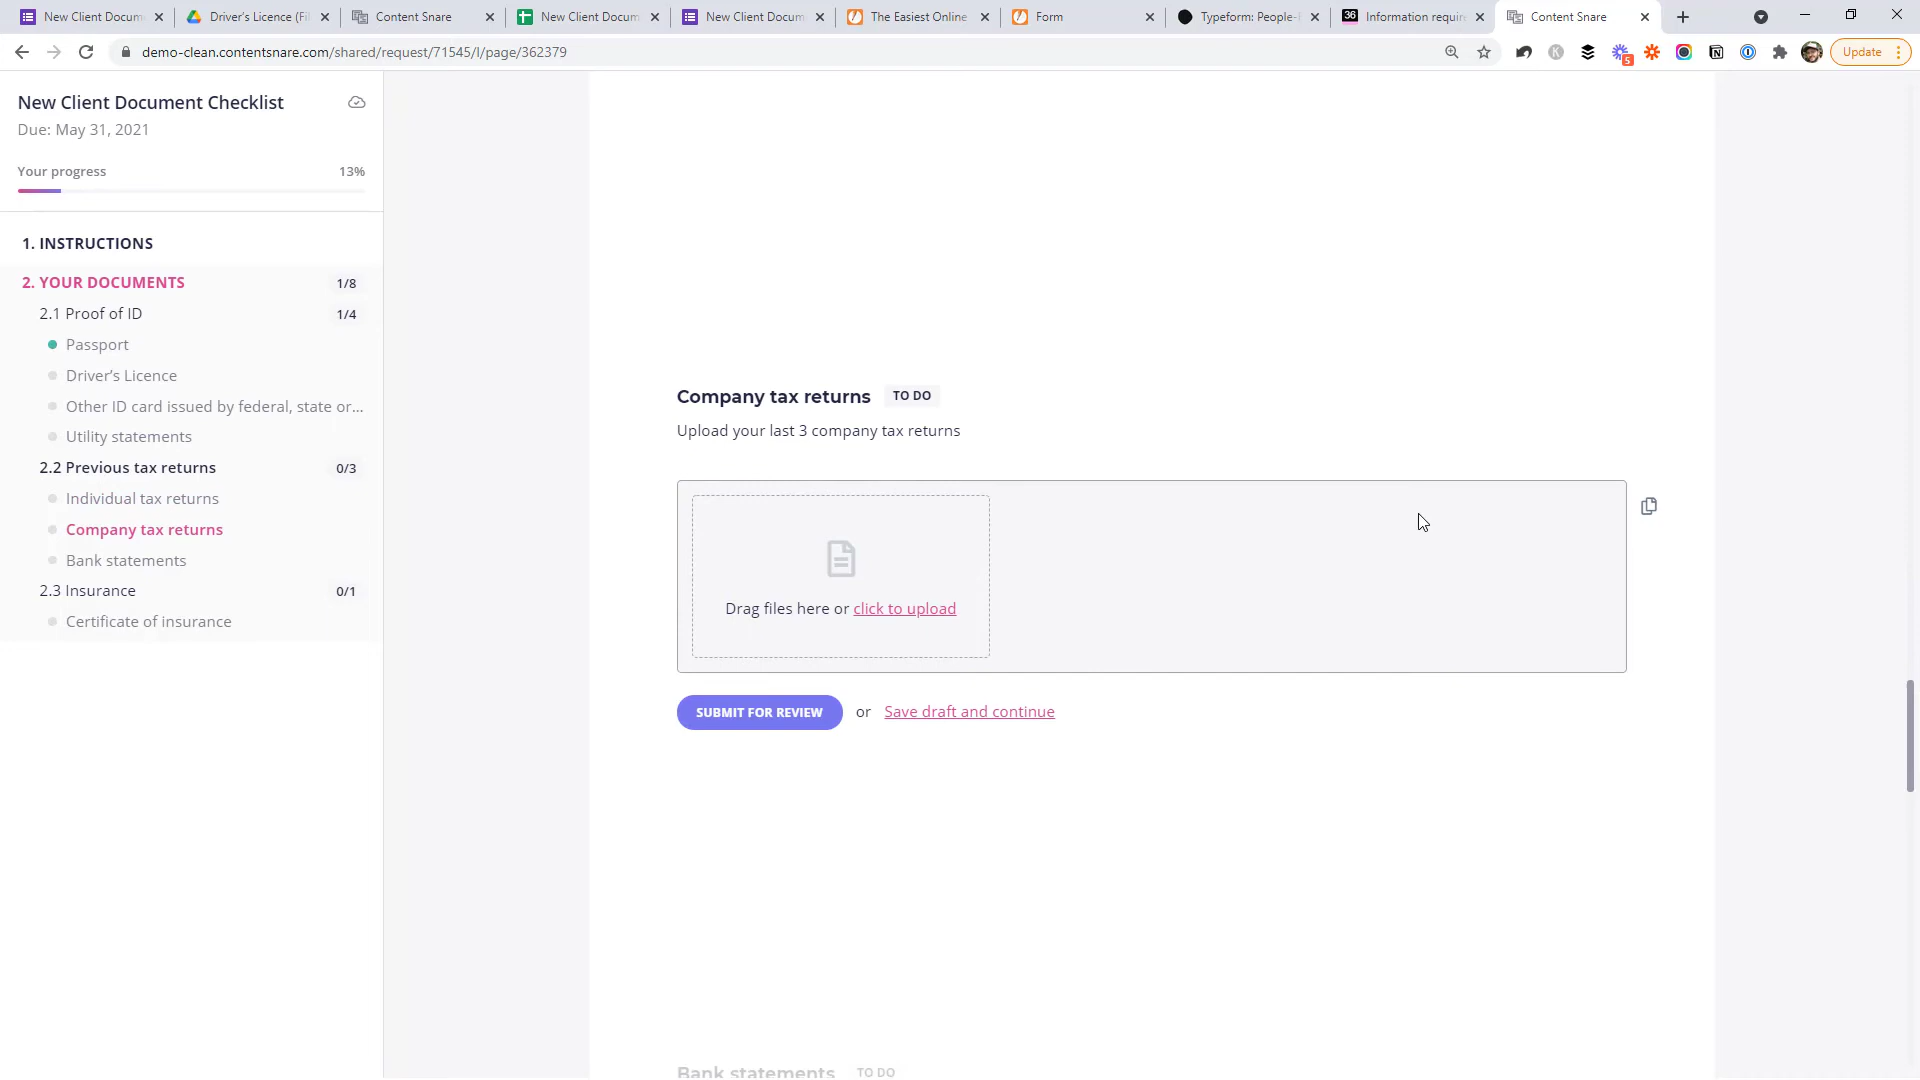 New Client Docum
Driver's Licence (Fil
Content Snare
New Client Docum
New Client Docum
The Easiest Online
Form
Typeform: People-
Information requir
Content Snare
demo-clean.contentsnare.com/shared/request/71545/I/page/362379
5
Update
New Client Document Checklist
Due: May 31, 2021
Your progress
13%
1. INSTRUCTIONS
2. YOUR DOCUMENTS
1/8
2.1 Proof of ID
1/4
Passport
Driver's Licence
Other ID card issued by federal, state or...
Utility statements
2.2 Previous tax returns
0/3
Individual tax returns
Company tax returns
Bank statements
2.3 Insurance
0/1
Certificate of insurance
Company tax returns
TO DO
Upload your last 3 company tax returns
Drag files here or click to upload
SUBMIT FOR REVIEW
or
Save draft and continue
Bank statements
TO DO